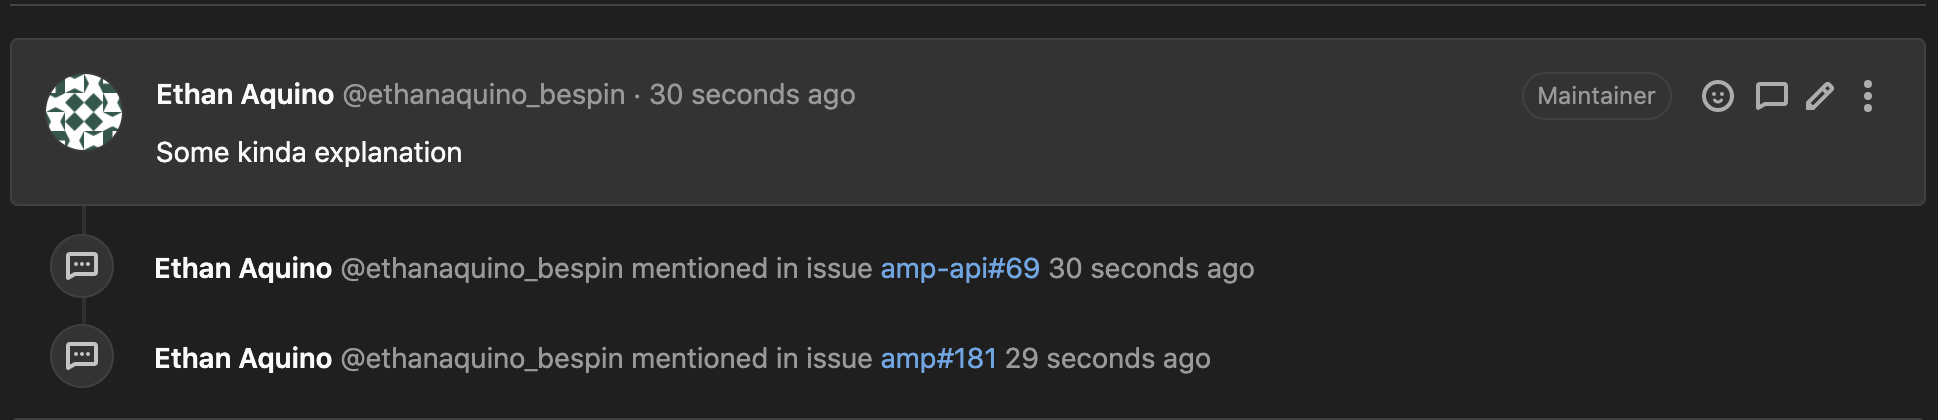 Ethan Aquino @ethanaquino_bespin · 30 seconds ago
Maintainer
Some kinda explanation
Ethan Aquino @ethanaquino_bespin mentioned in issue amp-api#69 30 seconds ago
Ethan Aquino @ethanaquino_bespin mentioned in issue amp#181 29 seconds ago